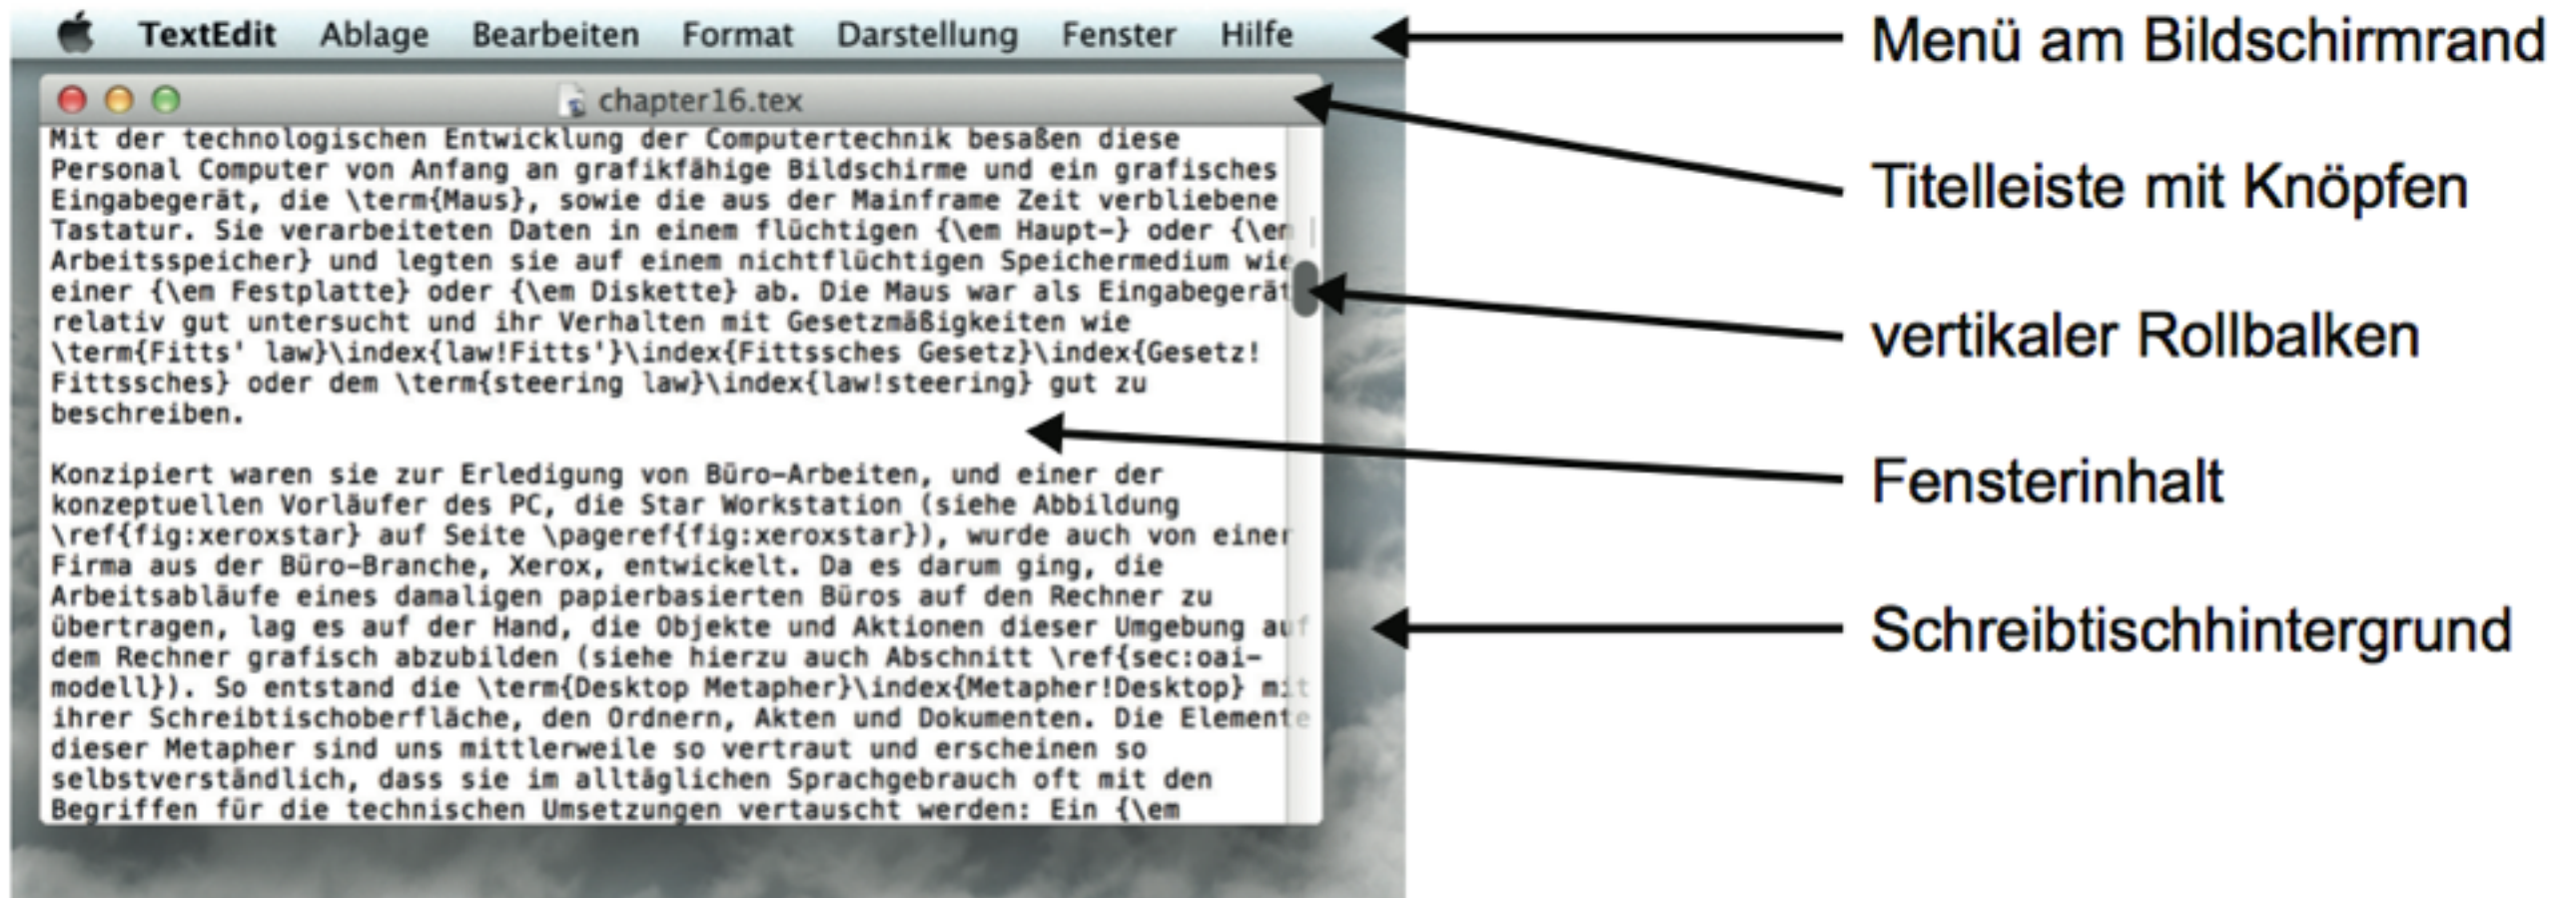 TextEdit Ablage Bearbeiten Format Darstellung Fenster Hilfe
chapter16.tex
Mit der technologischen Entwicklung der Computertechnik besaßen diese
Personal Computer von Anfang an grafikfähige Bildschirme und ein grafisches
Eingabegerät, die \term{Maus}, sowie die aus der Mainframe Zeit verbliebene
Tastatur. Sie verarbeiteten Daten in einem flüchtigen {\em Haupt-} oder {\em
Arbeitsspeicher} und legten sie auf einem nichtflüchtigen Speichermedium wie
einer {\em Festplatte} oder {\em Diskette} ab. Die Maus war als Eingabegerät
relativ gut untersucht und ihr Verhalten mit Gesetzmäßigkeiten wie
\term{Fitts' law}\index{law!Fitts'}\index{Fittssches Gesetz}\index{Gesetz!
Fittssches} oder dem \term{steering law}\index{law!steering} gut zu
beschreiben.
Konzipiert waren sie zur Erledigung von Büro-Arbeiten, und einer der
konzeptuellen Vorläufer des PC, die Star Workstation (siehe Abbildung
\ref{fig:xeroxstar} auf Seite \pageref{fig:xeroxstar}), wurde auch von einer
Firma aus der Büro-Branche, Xerox, entwickelt. Da es darum ging, die
Arbeitsabläufe eines damaligen papierbasierten Büros auf den Rechner zu
übertragen, lag es auf der Hand, die Objekte und Aktionen dieser Umgebung auf
dem Rechner grafisch abzubilden (siehe hierzu auch Abschnitt \ref{sec:oai-
modell}). So entstand die \term{Desktop Metapher}\index{Metapher!Desktop} mit
ihrer Schreibtischoberfläche, den Ordnern, Akten und Dokumenten. Die Elemente
dieser Metapher sind uns mittlerweile so vertraut und erscheinen so
selbstverständlich, dass sie im alltäglichen Sprachgebrauch oft mit den
Begriffen für die technischen Umsetzungen vertauscht werden: Ein {\em
Menü am Bildschirmrand
Titelleiste mit Knöpfen
vertikaler Rollbalken
Fensterinhalt
Schreibtischhintergrund